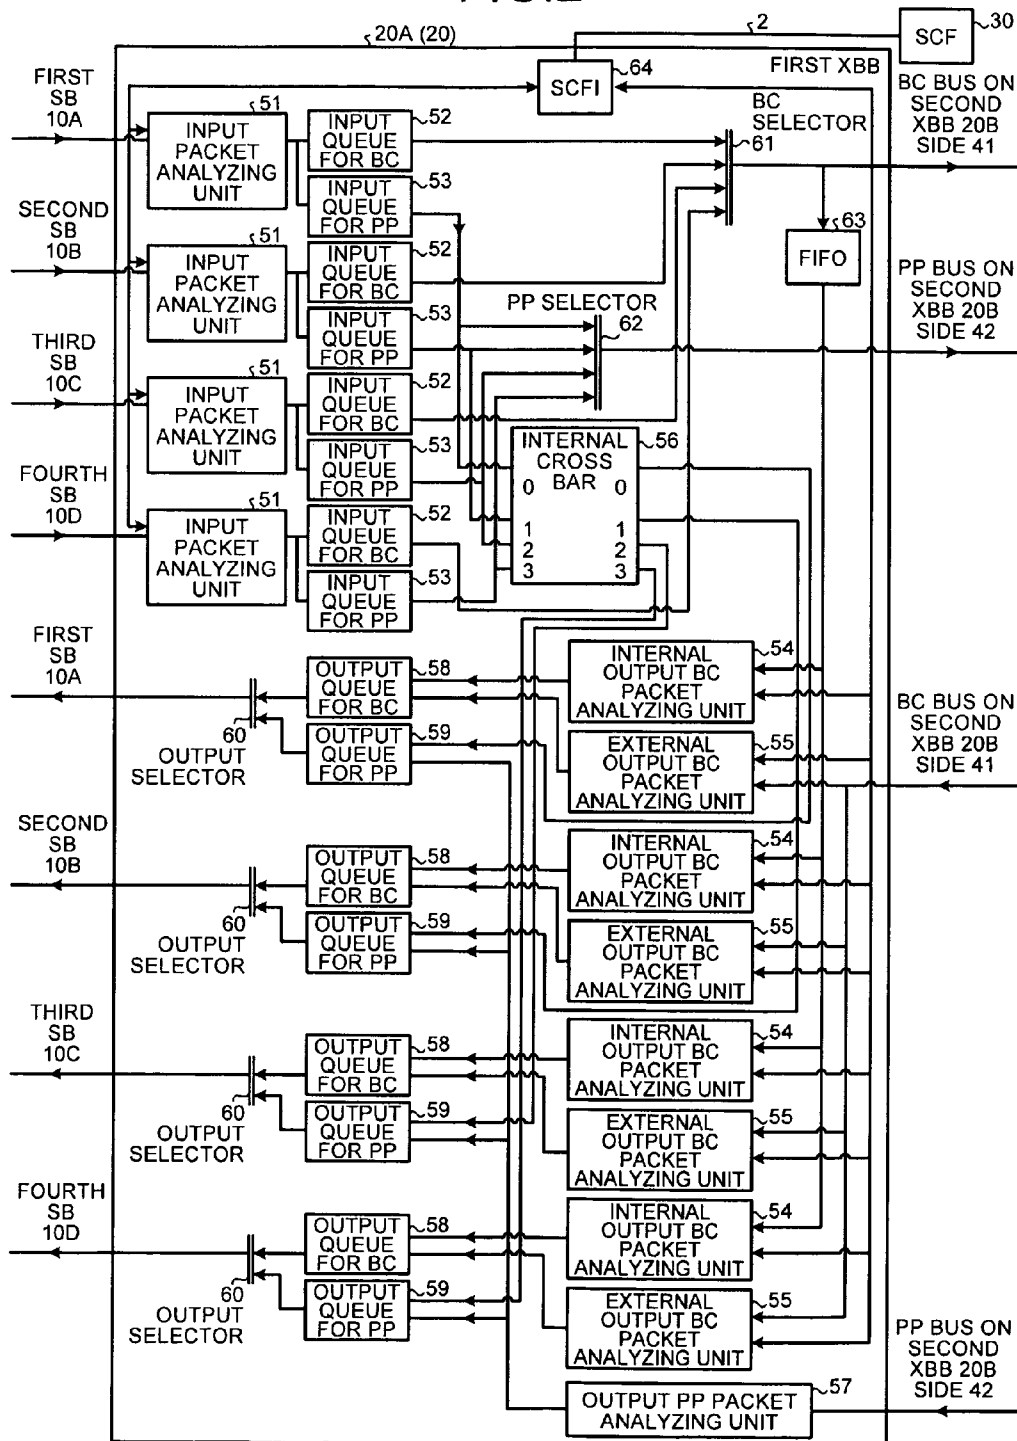 20A (20)
2
30
SCF
FIRST
SB
10A
64
SCFI
FIRST XBB
BC BUS ON
SECOND
XBB 20B
SIDE 41
51
INPUT
PACKET
ANALYZING
UNIT
52
INPUT
QUEUE
FOR BC
BC
SELECTOR
61
53
INPUT
QUEUE
FOR PP
63
FIFO
SECOND
SB
10B
51
INPUT
PACKET
ANALYZING
UNIT
52
INPUT
QUEUE
FOR BC
53
INPUT
QUEUE
FOR PP
PP SELECTOR
62
PP BUS ON
SECOND
XBB 20B
SIDE 42
THIRD
SB
10C
51
INPUT
PACKET
ANALYZING
UNIT
52
INPUT
QUEUE
FOR BC
53
INPUT
QUEUE
FOR PP
56
INTERNAL
CROSS
BAR
0 0
1 1
2 2
3 3
FOURTH
SB
10D
51
INPUT
PACKET
ANALYZING
UNIT
52
INPUT
QUEUE
FOR BC
53
INPUT
QUEUE
FOR PP
FIRST
SB
10A
60
OUTPUT
SELECTOR
58
OUTPUT
QUEUE
FOR BC
59
OUTPUT
QUEUE
FOR PP
54
INTERNAL
OUTPUT BC
PACKET
ANALYZING UNIT
55
EXTERNAL
OUTPUT BC
PACKET
ANALYZING UNIT
BC BUS ON
SECOND
XBB 20B
SIDE 41
SECOND
SB
10B
60
OUTPUT
SELECTOR
58
OUTPUT
QUEUE
FOR BC
59
OUTPUT
QUEUE
FOR PP
54
INTERNAL
OUTPUT BC
PACKET
ANALYZING UNIT
55
EXTERNAL
OUTPUT BC
PACKET
ANALYZING UNIT
THIRD
SB
10C
60
OUTPUT
SELECTOR
58
OUTPUT
QUEUE
FOR BC
59
OUTPUT
QUEUE
FOR PP
54
INTERNAL
OUTPUT BC
PACKET
ANALYZING UNIT
55
EXTERNAL
OUTPUT BC
PACKET
ANALYZING UNIT
FOURTH
SB
10D
60
OUTPUT
SELECTOR
58
OUTPUT
QUEUE
FOR BC
59
OUTPUT
QUEUE
FOR PP
54
INTERNAL
OUTPUT BC
PACKET
ANALYZING UNIT
55
EXTERNAL
OUTPUT BC
PACKET
ANALYZING UNIT
PP BUS ON
SECOND
XBB 20B
SIDE 42
57
OUTPUT PP PACKET
ANALYZING UNIT